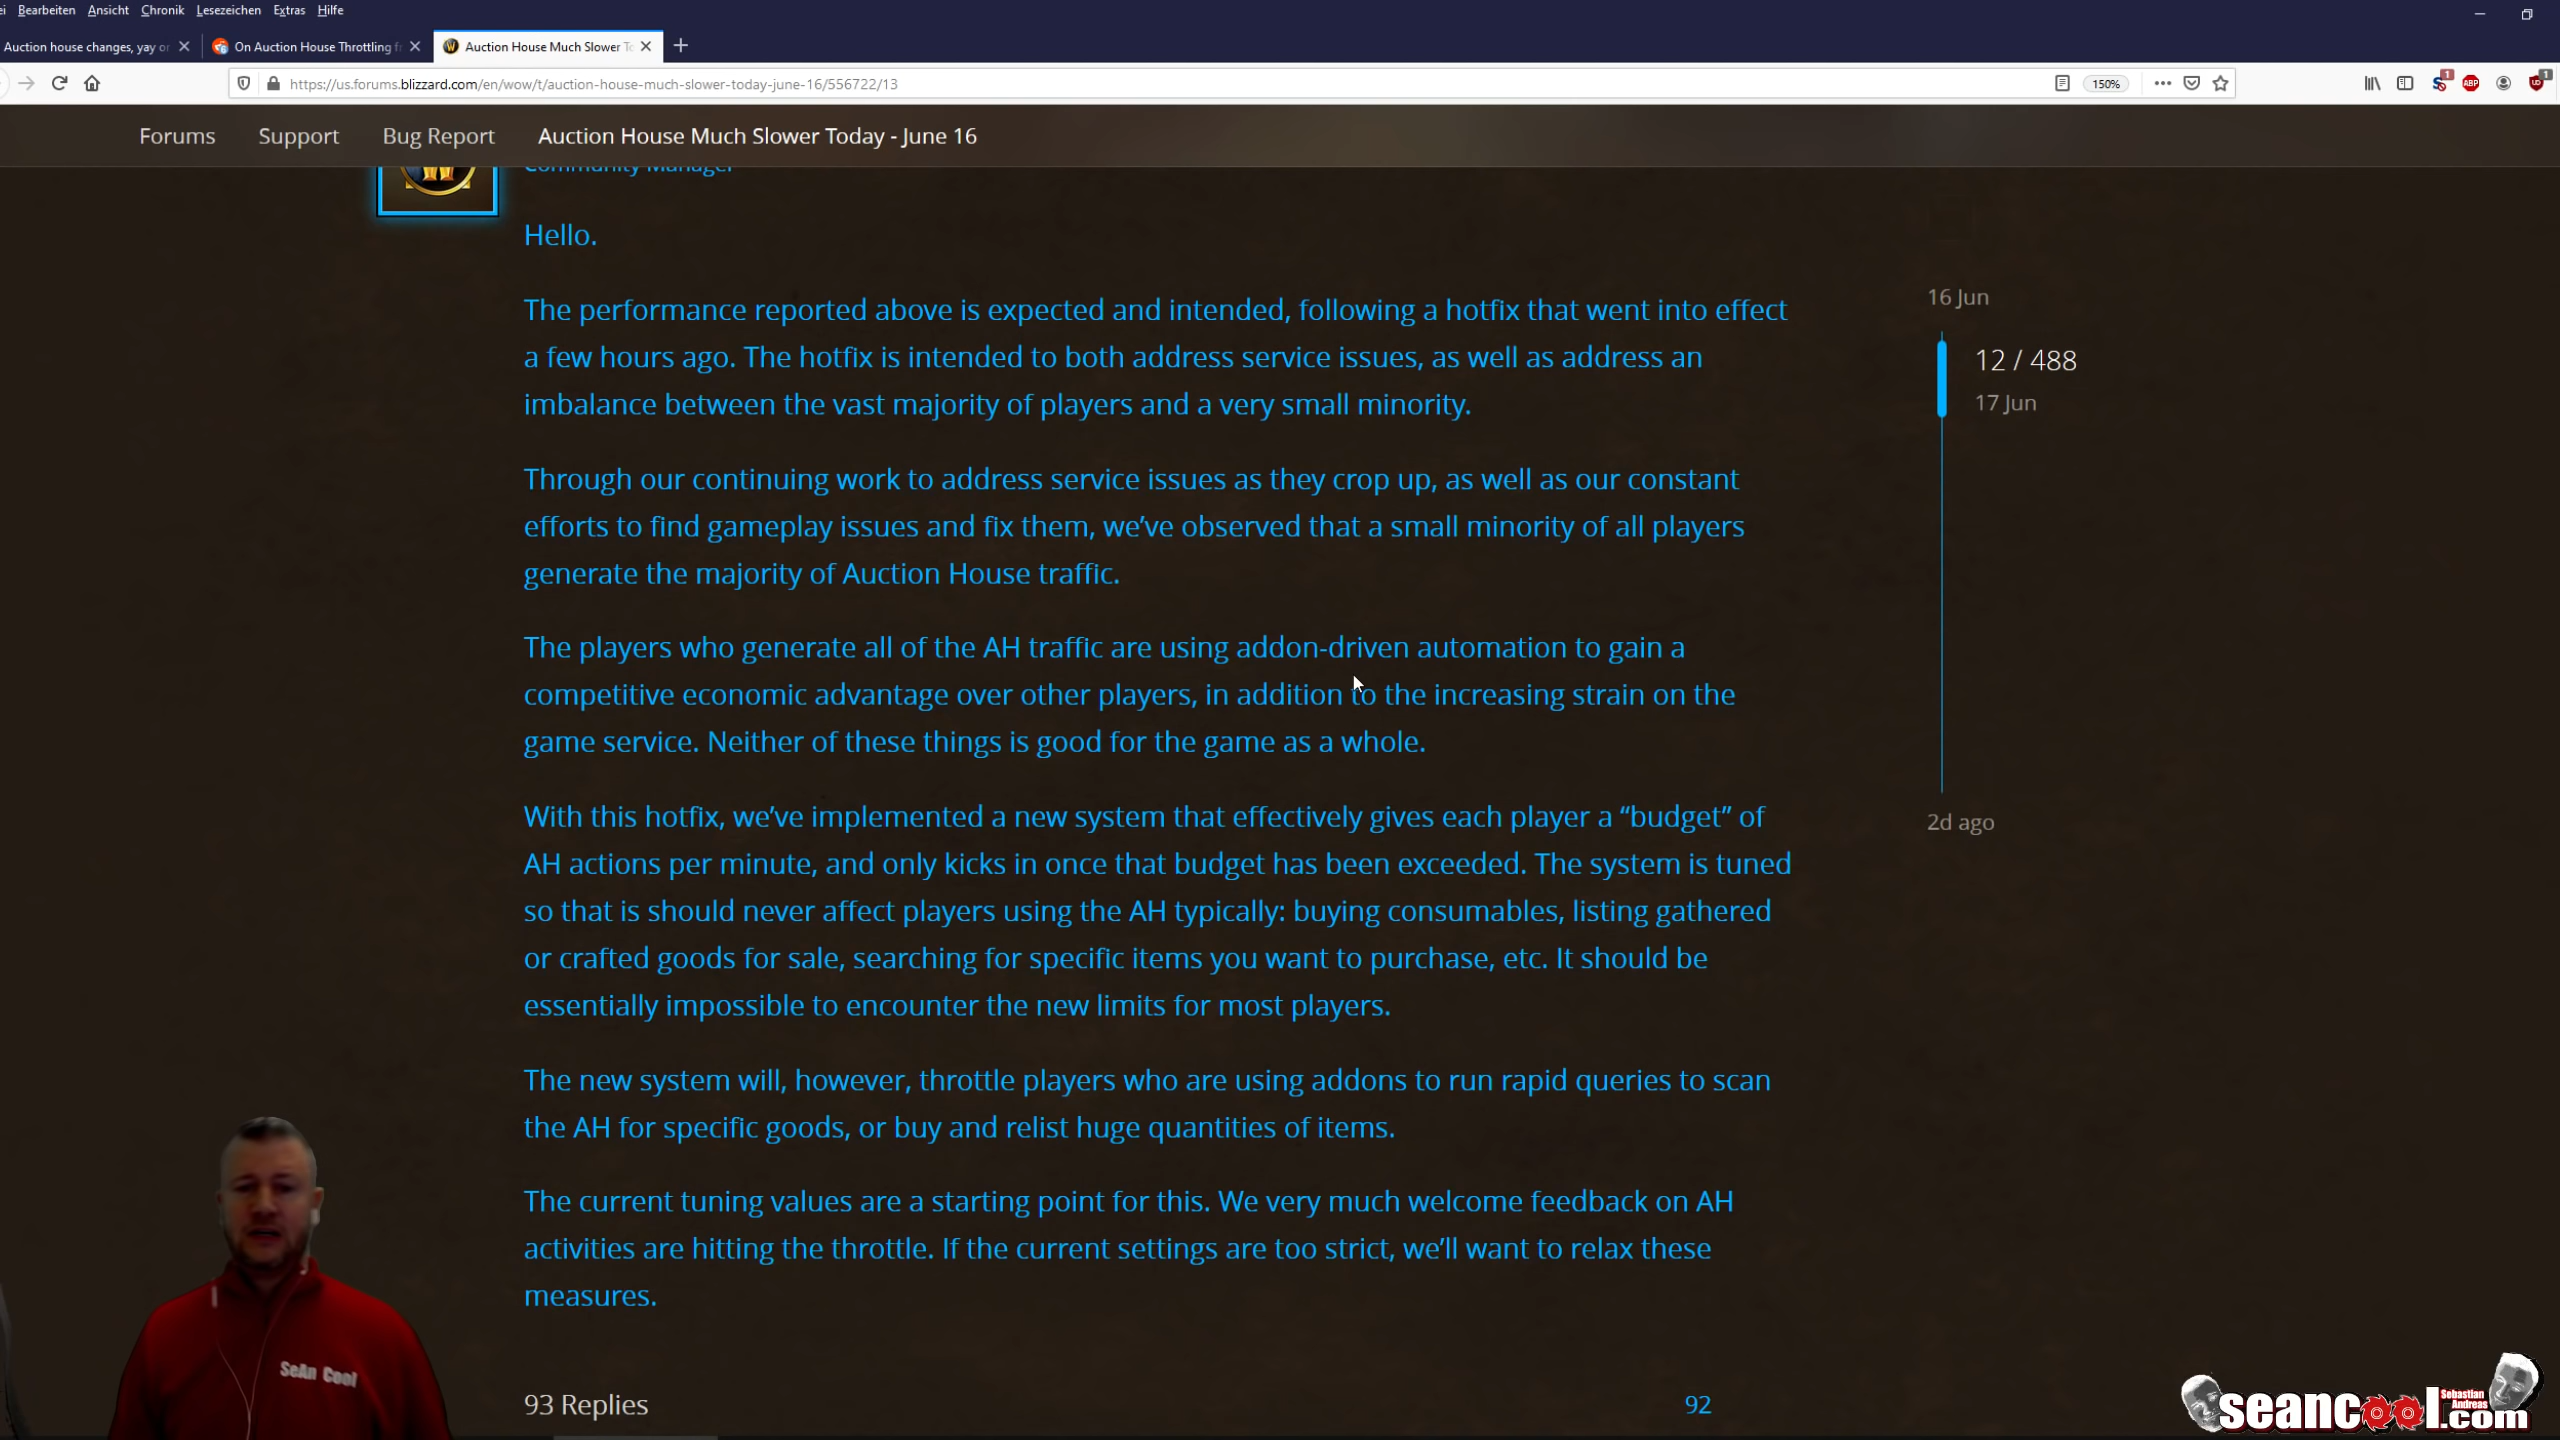 Bearbeiten Ansicht Chronik Lesezeichen Extras Hilfe
Auction house changes, yay or
On Auction House Throttling f
Auction House Much Slower To
https://us.forums.blizzard.com/en/wow/t/auction-house-much-slower-today-june-16/556722/13
150%
Forums Support Bug Report Auction House Much Slower Today - June 16
Community Manager
Hello.
The performance reported above is expected and intended, following a hotfix that went into effect
a few hours ago. The hotfix is intended to both address service issues, as well as address an
imbalance between the vast majority of players and a very small minority.
Through our continuing work to address service issues as they crop up, as well as our constant
efforts to find gameplay issues and fix them, we’ve observed that a small minority of all players
generate the majority of Auction House traffic.
The players who generate all of the AH traffic are using addon-driven automation to gain a
competitive economic advantage over other players, in addition to the increasing strain on the
game service. Neither of these things is good for the game as a whole.
With this hotfix, we’ve implemented a new system that effectively gives each player a “budget” of
AH actions per minute, and only kicks in once that budget has been exceeded. The system is tuned
so that is should never affect players using the AH typically: buying consumables, listing gathered
or crafted goods for sale, searching for specific items you want to purchase, etc. It should be
essentially impossible to encounter the new limits for most players.
The new system will, however, throttle players who are using addons to run rapid queries to scan
the AH for specific goods, or buy and relist huge quantities of items.
The current tuning values are a starting point for this. We very much welcome feedback on AH
activities are hitting the throttle. If the current settings are too strict, we’ll want to relax these
measures.
93 Replies
92
16 Jun
12 / 488
17 Jun
2d ago
SeAn Cool
seancool.com
Sebastian
Andreas